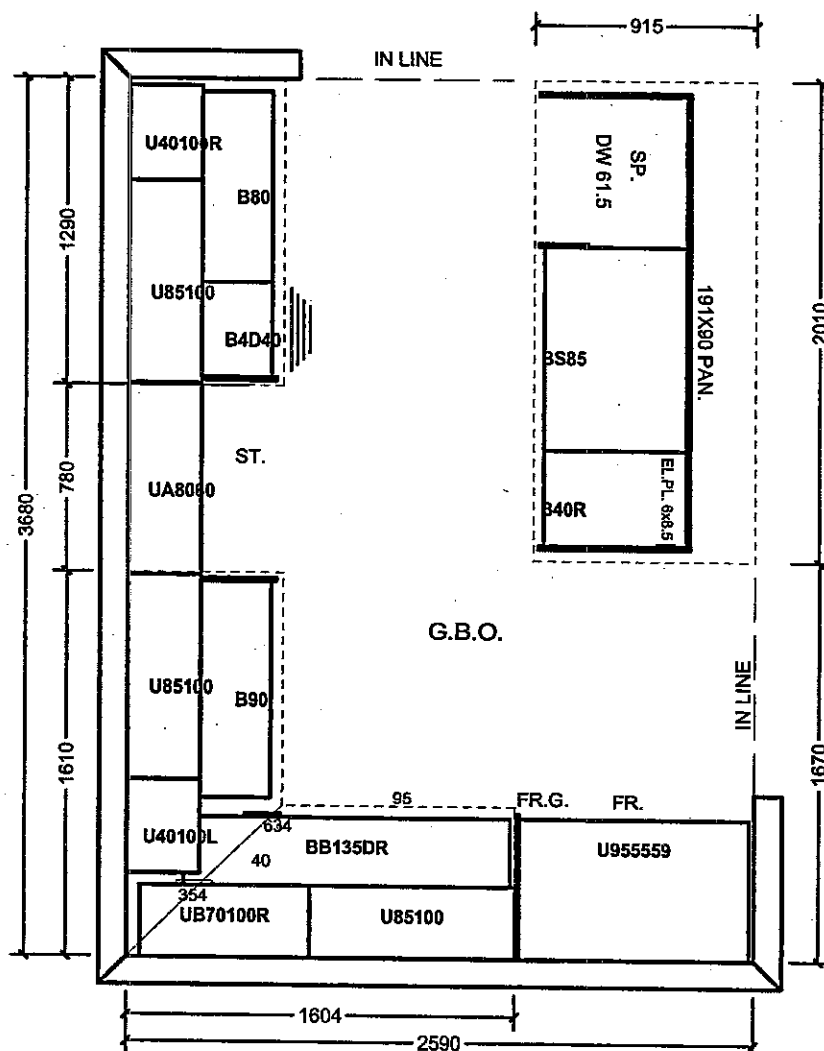 915
IN LINE
U40100R
B80
SP.
DW 61.5
1290
U85100
B4D40
191X90 PAN.
2010
BS85
ST.
780
UA8060
3680
EL.PL. 6x8.5
B40R
G.B.O.
U85100
B90
IN LINE
1610
1670
95
FR.G.
FR.
634
U40100L
40
BB135DR
U955559
354
UB70100R
U85100
1604
2590